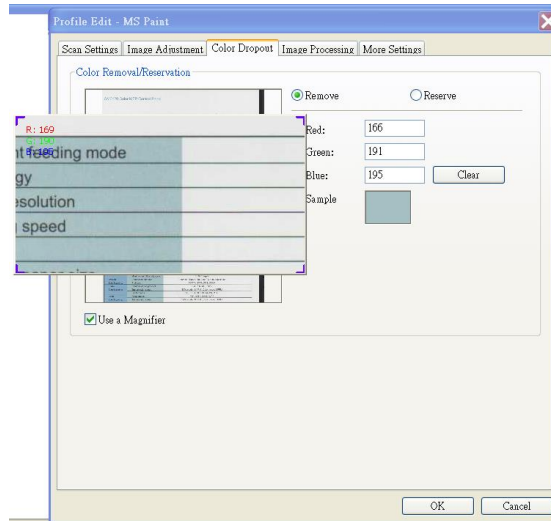 Profile Edit - MS Paint
Scan Settings Image Adjustment Color Dropout Image Processing More Settings
Color Removal/Reservation
Remove Reserve
Red: 166
Green: 191
Blue: 195 Clear
Sample
R: 169
G: 190
B: 195
nt feeding mode
gy
esolution
speed
Use a Magnifier
OK Cancel